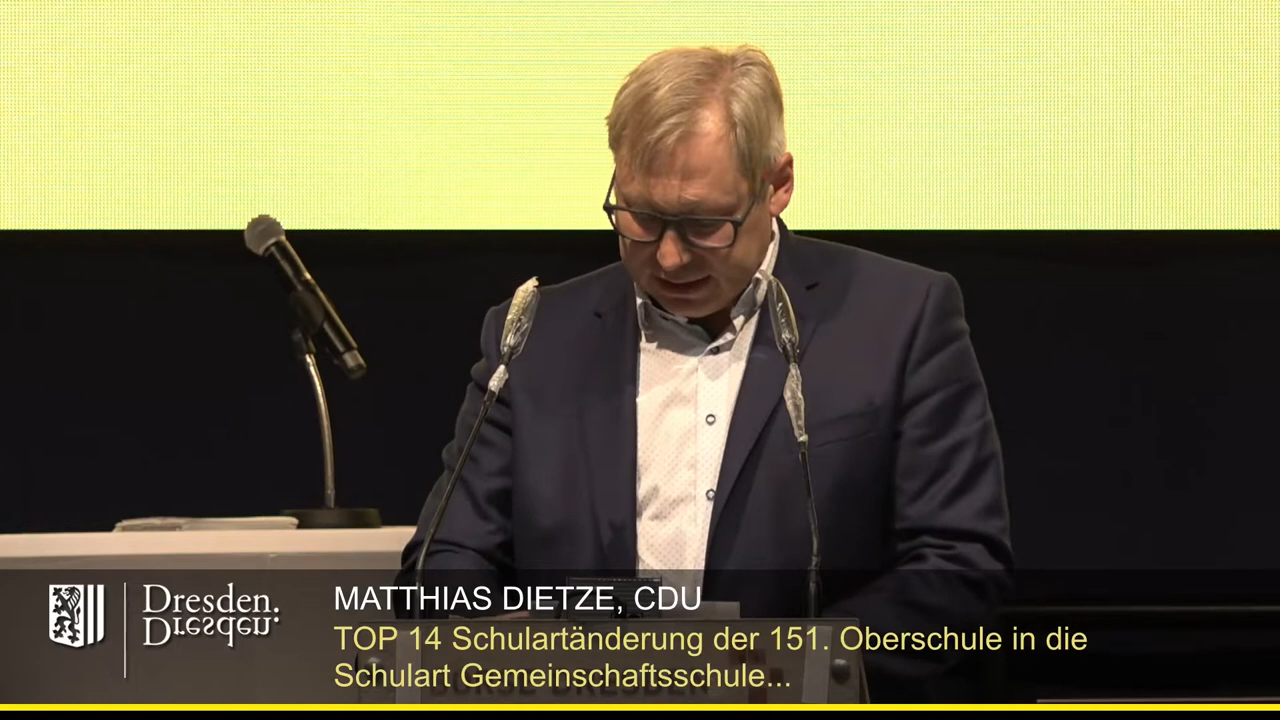 Dresden.
Dresden.
MATTHIAS DIETZE, CDU
TOP 14 Schulartänderung der 151. Oberschule in die
Schulart Gemeinschaftsschule...